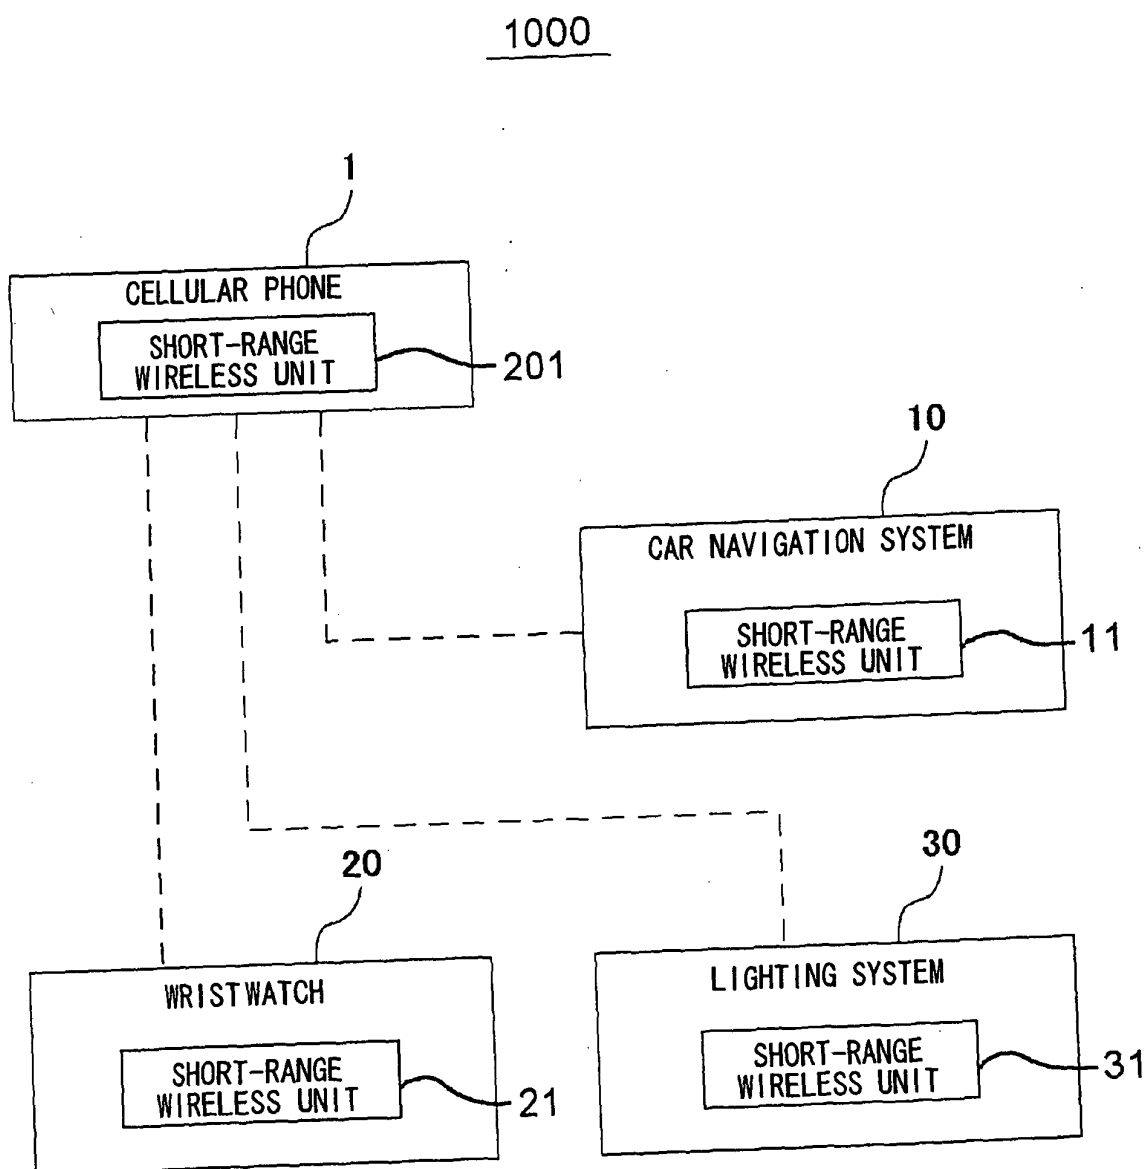 1000
1
CELLULAR PHONE
SHORT-RANGE
WIRELESS UNIT
201
10
CAR NAVIGATION SYSTEM
SHORT-RANGE
WIRELESS UNIT
11
20
WRISTWATCH
SHORT-RANGE
WIRELESS UNIT
21
30
LIGHTING SYSTEM
SHORT-RANGE
WIRELESS UNIT
31